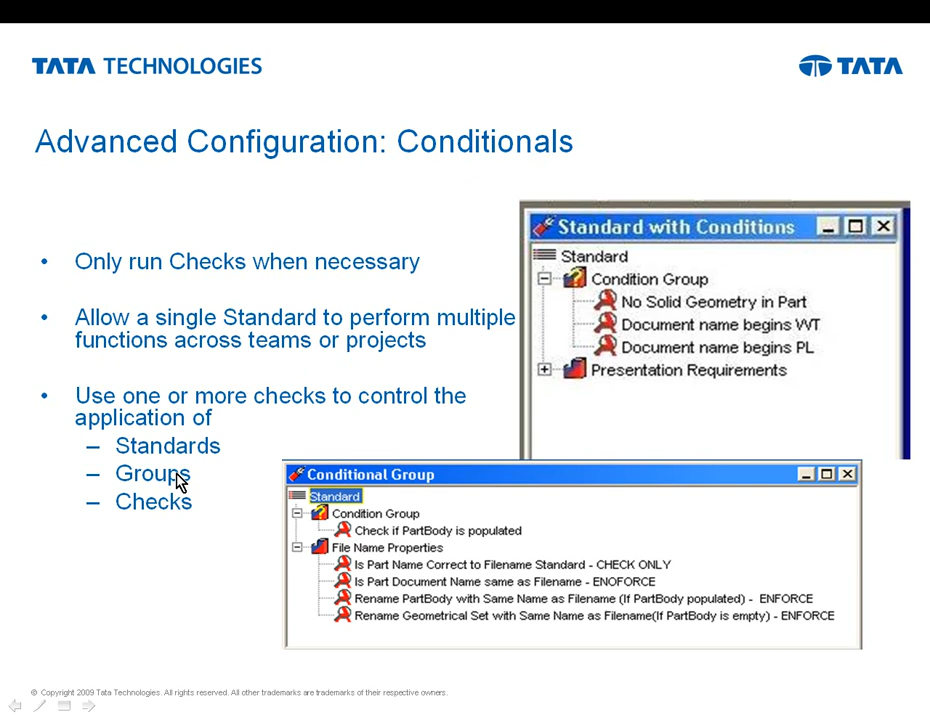 TATA TECHNOLOGIES
TATA
Advanced Configuration: Conditionals
• Only run Checks when necessary
• Allow a single Standard to perform multiple
functions across teams or projects
• Use one or more checks to control the
application of
– Standards
– Groups
– Checks
Standard with Conditions
Standard
Condition Group
No Solid Geometry in Part
Document name begins WT
Document name begins PL
Presentation Requirements
Conditional Group
Standard
Condition Group
Check if PartBody is populated
File Name Properties
Is Part Name Correct to Filename Standard - CHECK ONLY
Is Part Document Name same as Filename - ENOFORCE
Rename PartBody with Same Name as Filename (If PartBody populated) - ENFORCE
Rename Geometrical Set with Same Name as Filename(If PartBody is empty) - ENFORCE
© Copyright 2009 Tata Technologies. All rights reserved. All other trademarks are trademarks of their respective owners.